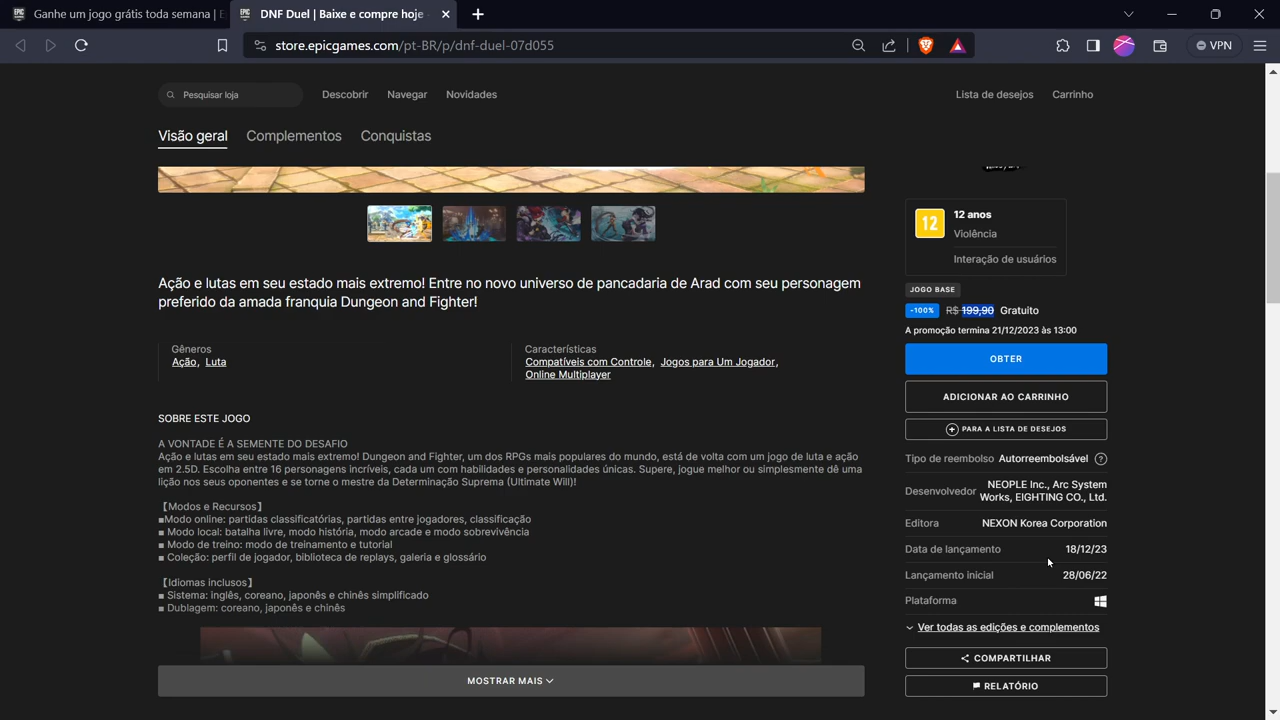 Ganhe um jogo grátis toda semana | E
DNF Duel | Baixe e compre hoje -
store.epicgames.com/pt-BR/p/dnf-duel-07d055
VPN
Pesquisar loja
Descobrir
Navegar
Novidades
Lista de desejos
Carrinho
Visão geral
Complementos
Conquistas
Ação e lutas em seu estado mais extremo! Entre no novo universo de pancadaria de Arad com seu personagem
preferido da amada franquia Dungeon and Fighter!
Gêneros
Ação, Luta
Características
Compatíveis com Controle, Jogos para Um Jogador,
Online Multiplayer
SOBRE ESTE JOGO
A VONTADE É A SEMENTE DO DESAFIO
Ação e lutas em seu estado mais extremo! Dungeon and Fighter, um dos RPGs mais populares do mundo, está de volta com um jogo de luta e ação
em 2.5D. Escolha entre 16 personagens incríveis, cada um com habilidades e personalidades únicas. Supere, jogue melhor ou simplesmente dê uma
lição nos seus oponentes e se torne o mestre da Determinação Suprema (Ultimate Will)!
【Modos e Recursos】
■Modo online: partidas classificatórias, partidas entre jogadores, classificação
■ Modo local: batalha livre, modo história, modo arcade e modo sobrevivência
■ Modo de treino: modo de treinamento e tutorial
■ Coleção: perfil de jogador, biblioteca de replays, galeria e glossário
【Idiomas inclusos】
■ Sistema: inglês, coreano, japonês e chinês simplificado
■ Dublagem: coreano, japonês e chinês
MOSTRAR MAIS
12
12 anos
Violência
Interação de usuários
JOGO BASE
-100% R$ 199,90 Gratuito
A promoção termina 21/12/2023 às 13:00
OBTER
ADICIONAR AO CARRINHO
PARA A LISTA DE DESEJOS
Tipo de reembolso Autorreembolsável ?
Desenvolvedor NEOPLE Inc., Arc System
Works, EIGHTING CO., Ltd.
Editora NEXON Korea Corporation
Data de lançamento 18/12/23
Lançamento inicial 28/06/22
Plataforma
Ver todas as edições e complementos
COMPARTILHAR
RELATÓRIO